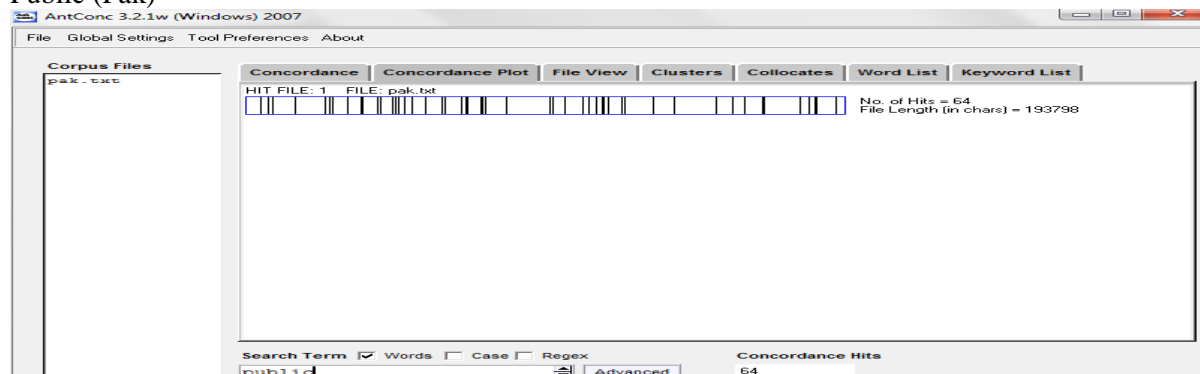 Public (Pak)
AntConc 3.2.1w (Windows) 2007
File Global Settings Tool Preferences About
Corpus Files
pak.txt
Concordance Concordance Plot File View Clusters Collocates Word List Keyword List
HIT FILE: 1 FILE: pak.txt
No. of Hits = 64
File Length (in chars) = 193798
Search Term Words Case Regex Concordance Hits
public Advanced 64